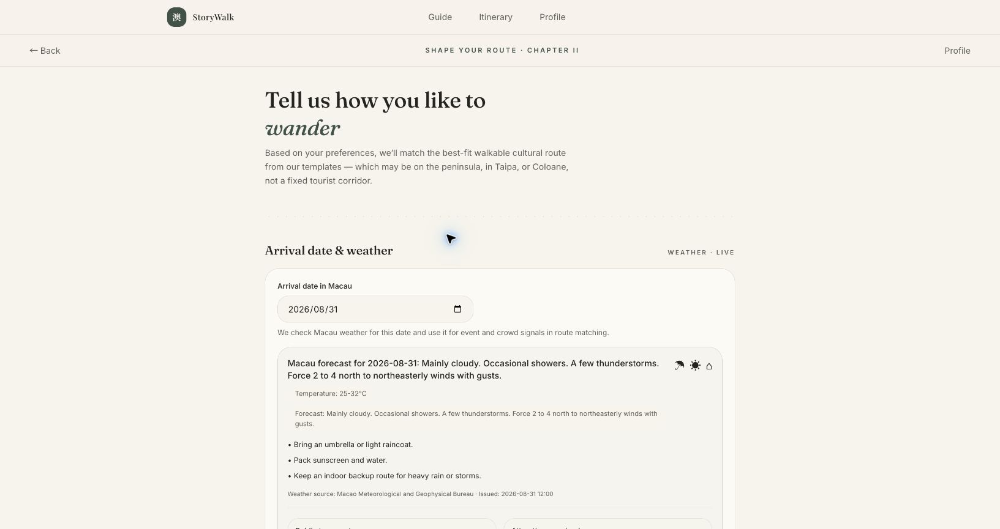 澳 StoryWalk
Guide Itinerary Profile
← Back
SHAPE YOUR ROUTE · CHAPTER II
Profile
Tell us how you like to
wander
Based on your preferences, we’ll match the best-fit walkable cultural route
from our templates — which may be on the peninsula, in Taipa, or Coloane,
not a fixed tourist corridor.
Arrival date & weather
WEATHER · LIVE
Arrival date in Macau
2026/08/31
We check Macau weather for this date and use it for event and crowd signals in route matching.
Macau forecast for 2026-08-31: Mainly cloudy. Occasional showers. A few thunderstorms.
Force 2 to 4 north to northeasterly winds with gusts.
Temperature: 25-32°C
Forecast: Mainly cloudy. Occasional showers. A few thunderstorms. Force 2 to 4 north to northeasterly winds with
gusts.
• Bring an umbrella or light raincoat.
• Pack sunscreen and water.
• Keep an indoor backup route for heavy rain or storms.
Weather source: Macao Meteorological and Geophysical Bureau · Issued: 2026-08-31 12:00